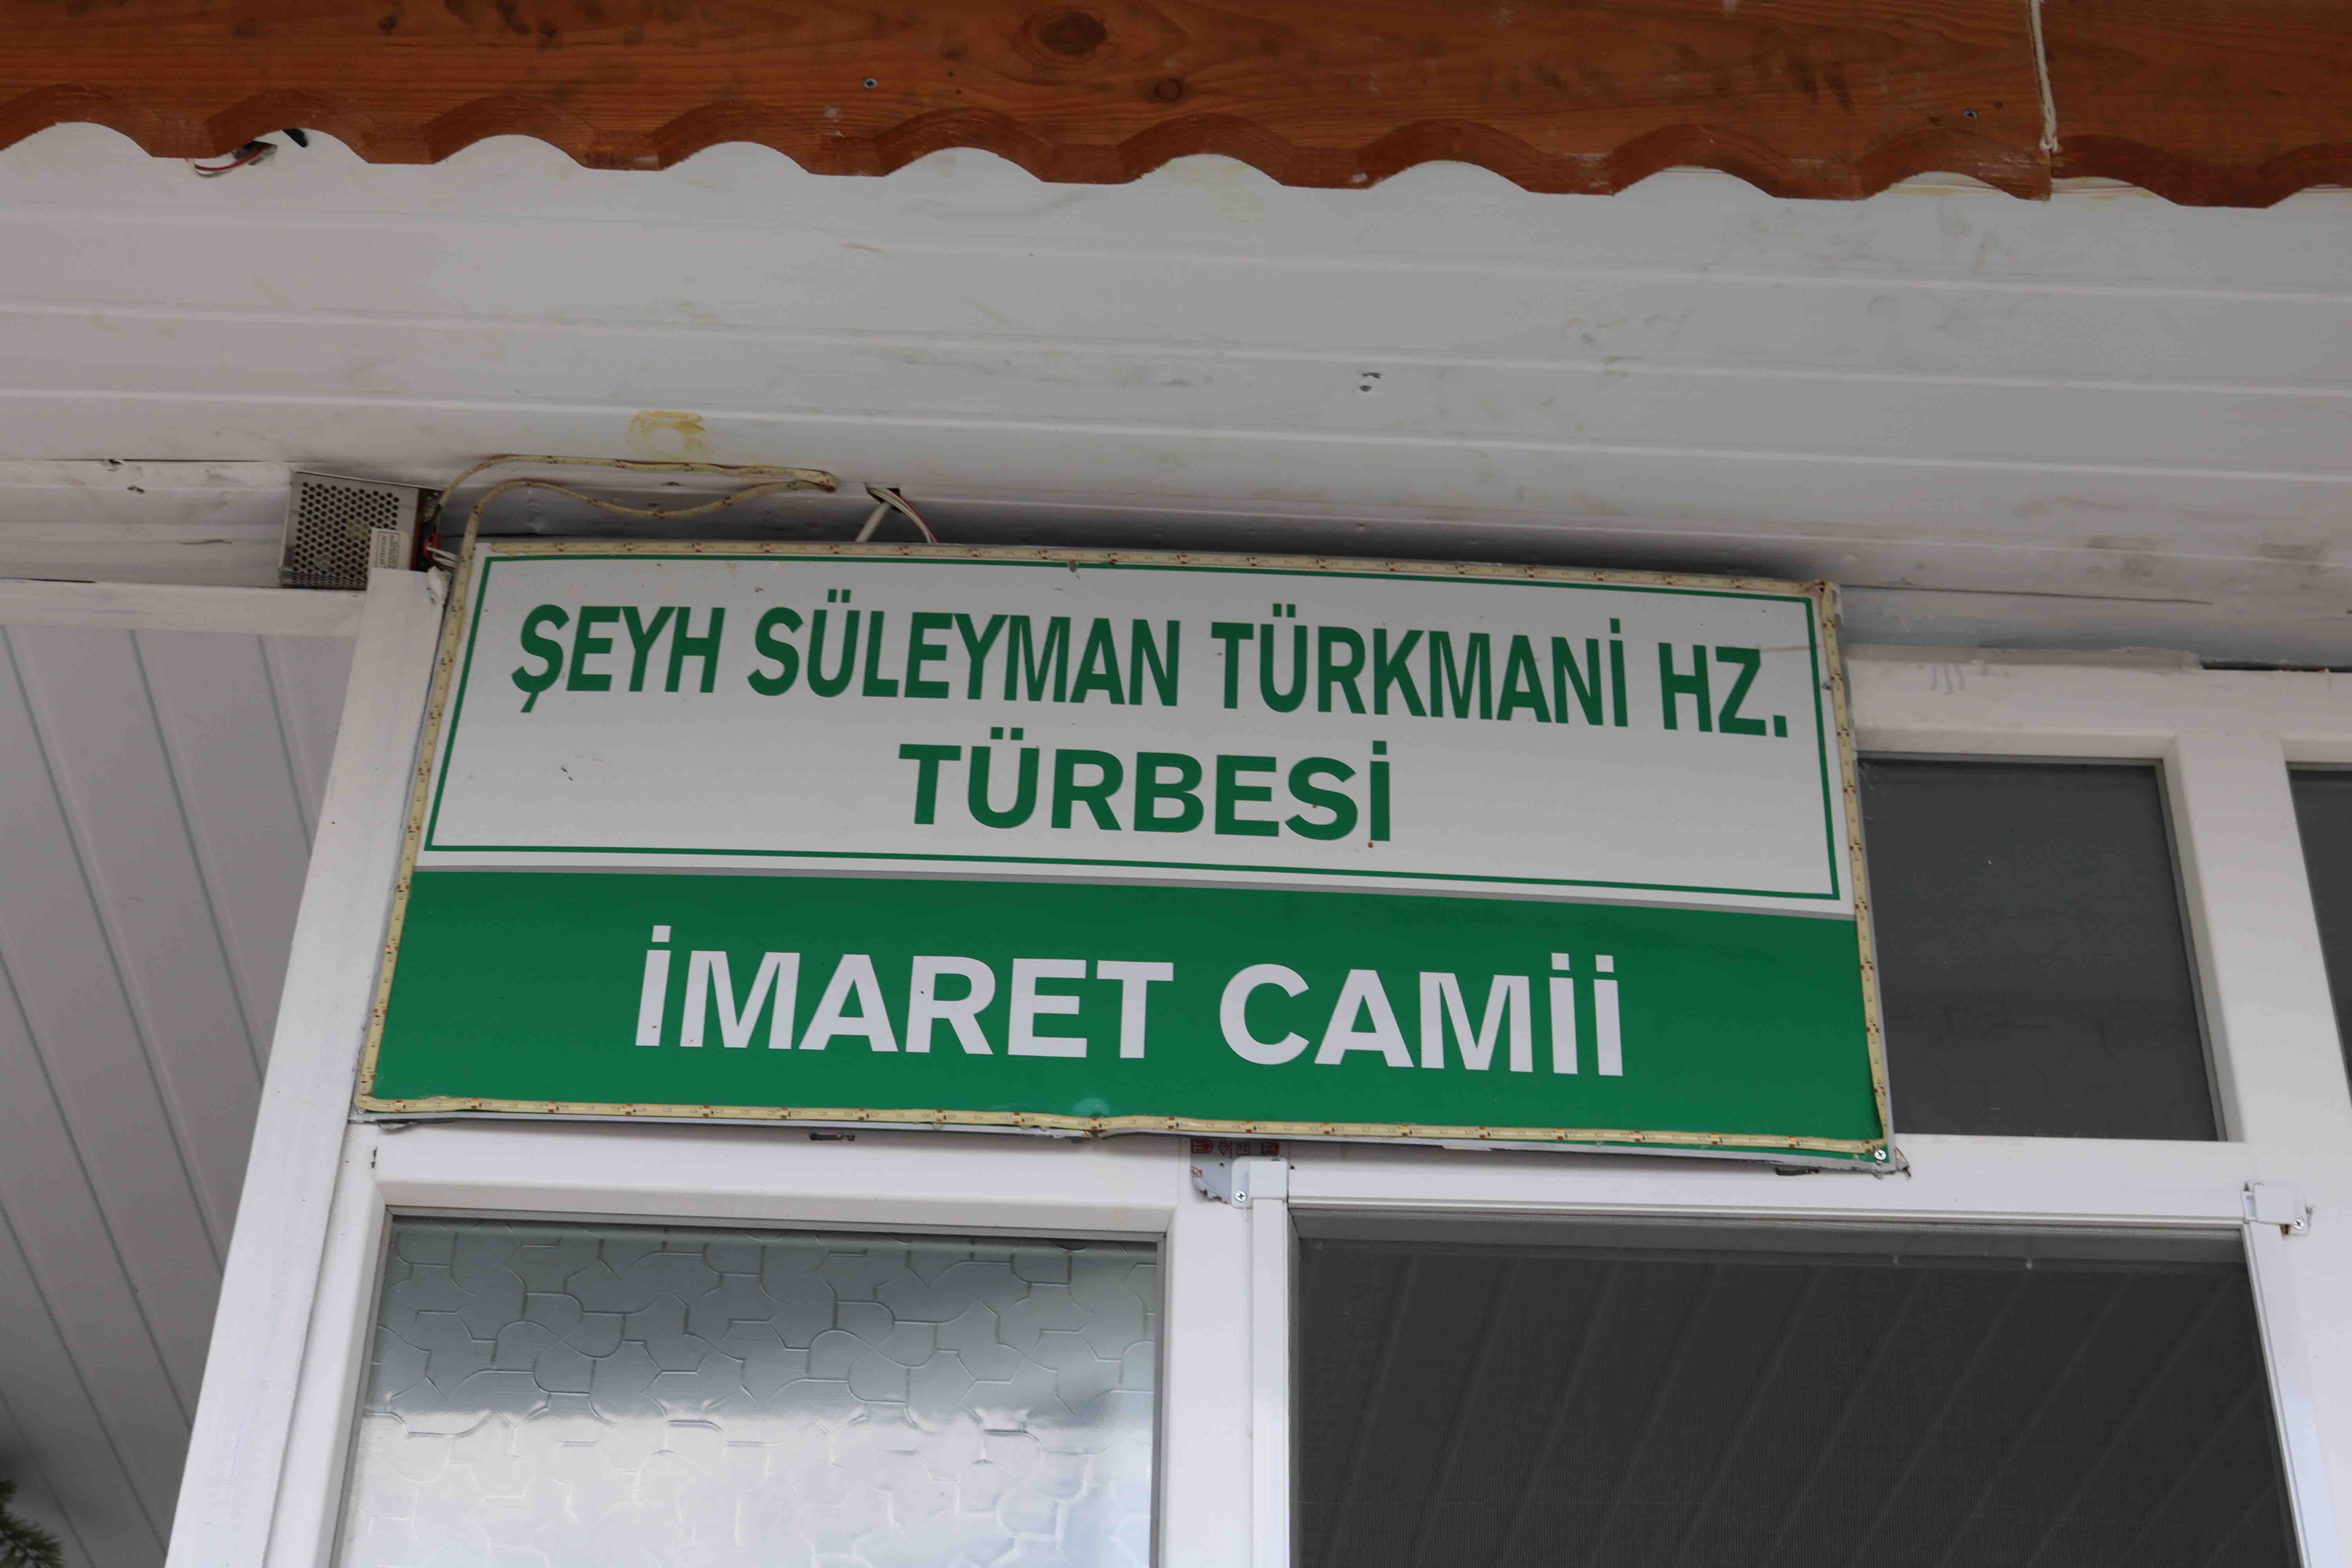 ŞEYH SÜLEYMAN TÜRKMANİ HZ.
TÜRBESİ
İMARET CAMİİ